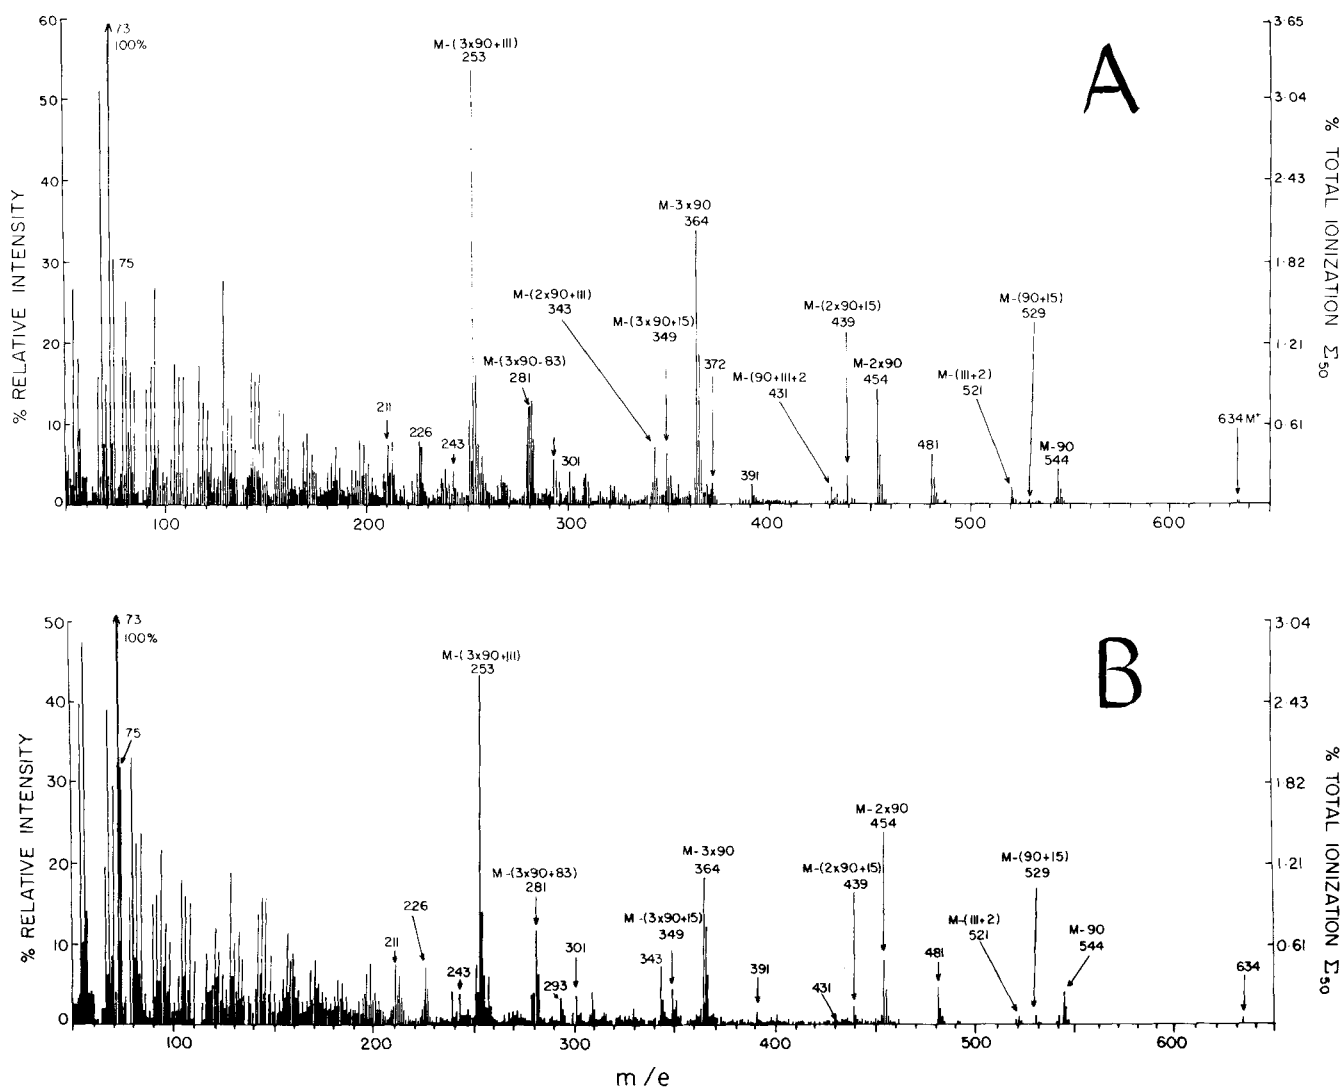 60
50
40
30
20
10
0
% RELATIVE INTENSITY
73
100%
75
211
226
243
M-(3x90+111)
253
M-(3x90-83)
281
301
M-(2x90+111)
343
M-(3x90+15)
349
M-3x90
364
372
391
M-(90+111+2
431
M-(2x90+15)
439
M-2x90
454
481
M-(111+2)
521
M-(90+15)
529
M-90
544
634 M+
A
3·65
3·04
2·43
1·82
1·21
0·61
% TOTAL IONIZATION Σ50
100
200
300
400
500
600
50
40
30
20
10
0
% RELATIVE INTENSITY
73
100%
75
211
226
243
M-(3x90+111)
253
M-(3x90+83)
281
293
301
343
M-(3x90+15)
349
M-3x90
364
391
431
M-(2x90+15)
439
M-2x90
454
481
M-(111+2)
521
M-(90+15)
529
M-90
544
634
B
3·04
2·43
1·82
1·21
0·61
% TOTAL IONIZATION Σ50
100
200
300
400
500
600
m/e